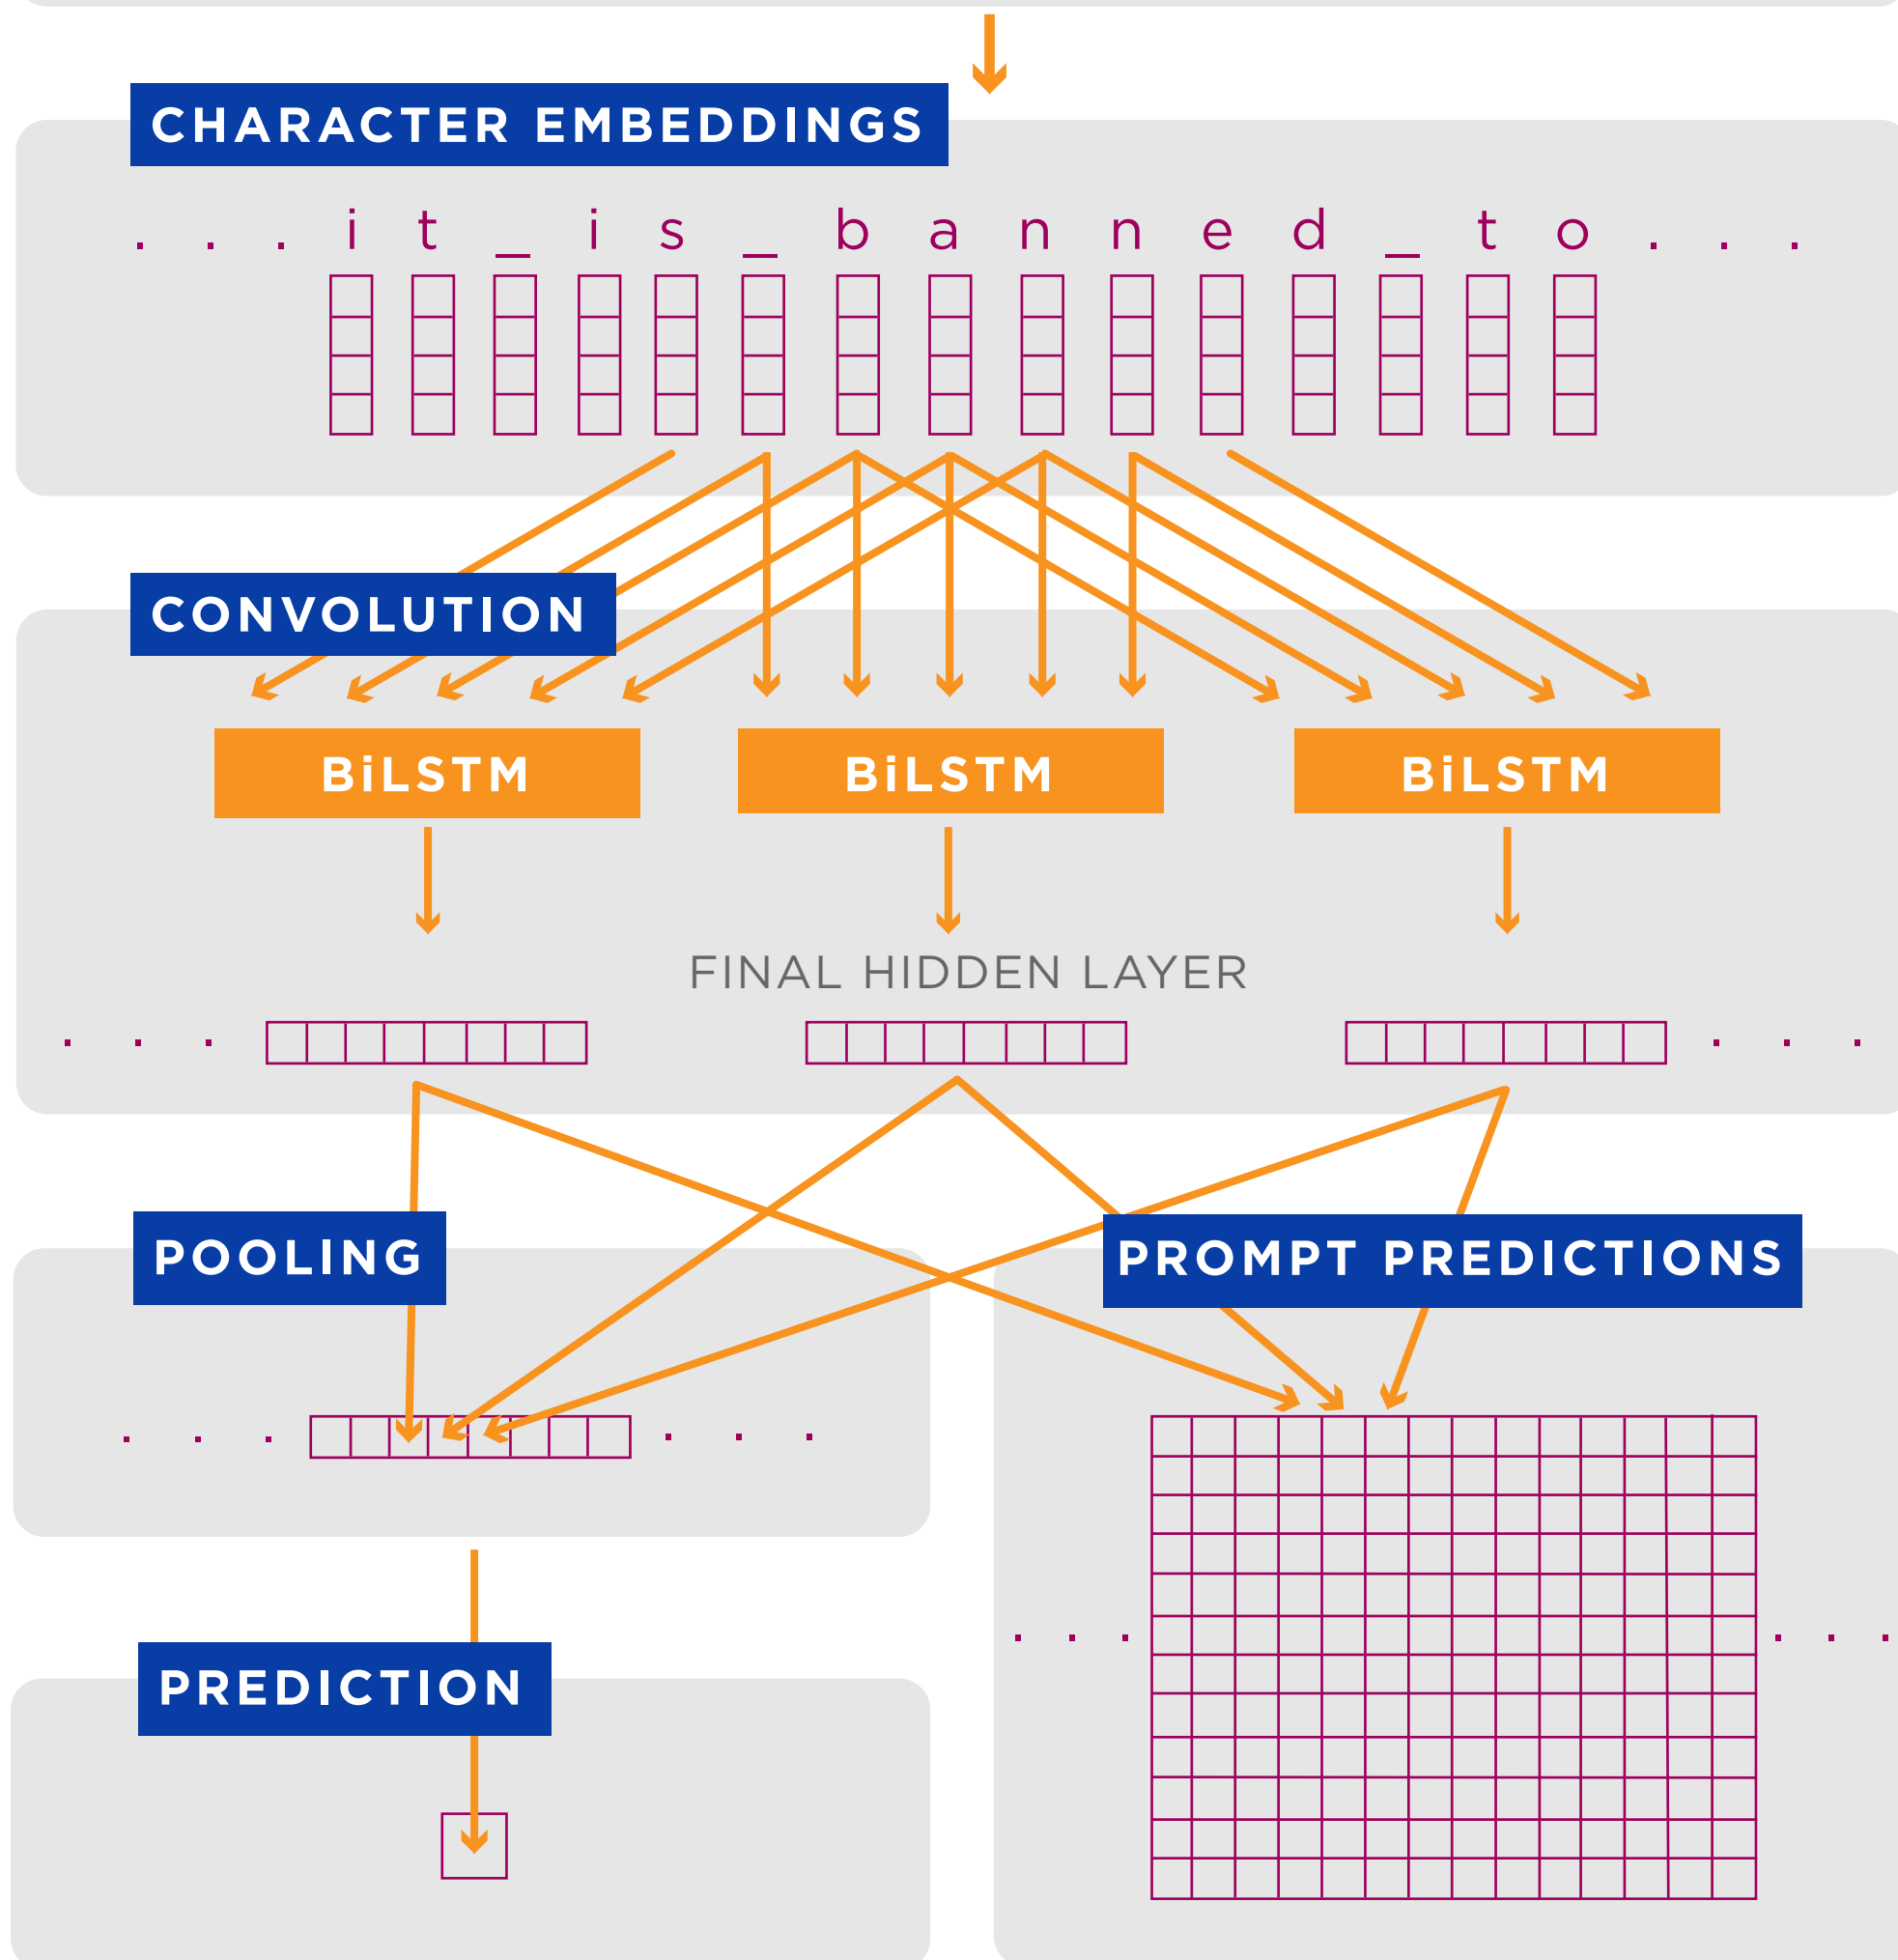 CHARACTER EMBEDDINGS
. . . i t _ i s _ b a n n e d _ t o . . .
CONVOLUTION
BiLSTM BiLSTM BiLSTM
FINAL HIDDEN LAYER
. . . . . .
POOLING PROMPT PREDICTIONS
. . . . . .
. . . . . .
PREDICTION